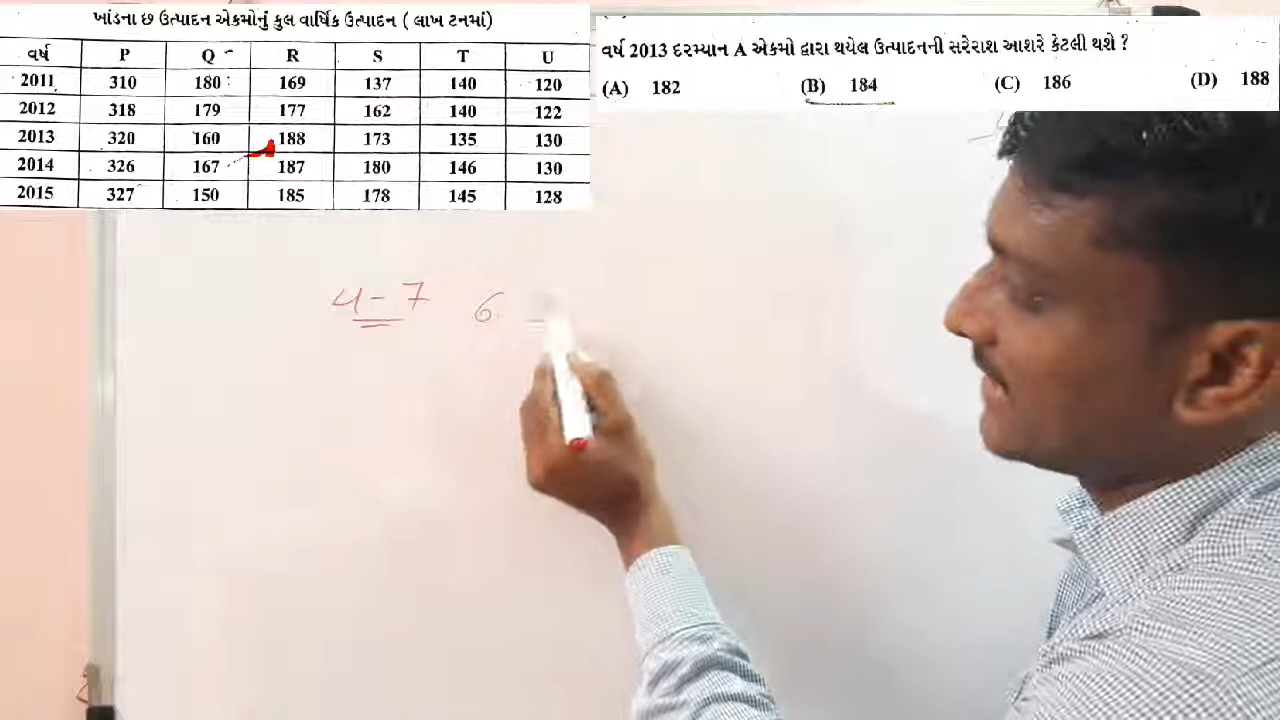 ખાંડના છ ઉત્પાદન એકમોનું કુલ વાર્ષિક ઉત્પાદન ( લાખ ટનમાં)
વર્ષ P Q R S T U
2011 310 180 169 137 140 120
2012 318 179 177 162 140 122
2013 320 160 188 173 135 130
2014 326 167 187 180 146 130
2015 327 150 185 178 145 128
વર્ષ 2013 દરમ્યાન A એકમો દ્વારા થયેલ ઉત્પાદનની સરેરાશ આશરે કેટલી થશે ?
(A) 182 (B) 184 (C) 186 (D) 188
4 - 7 6